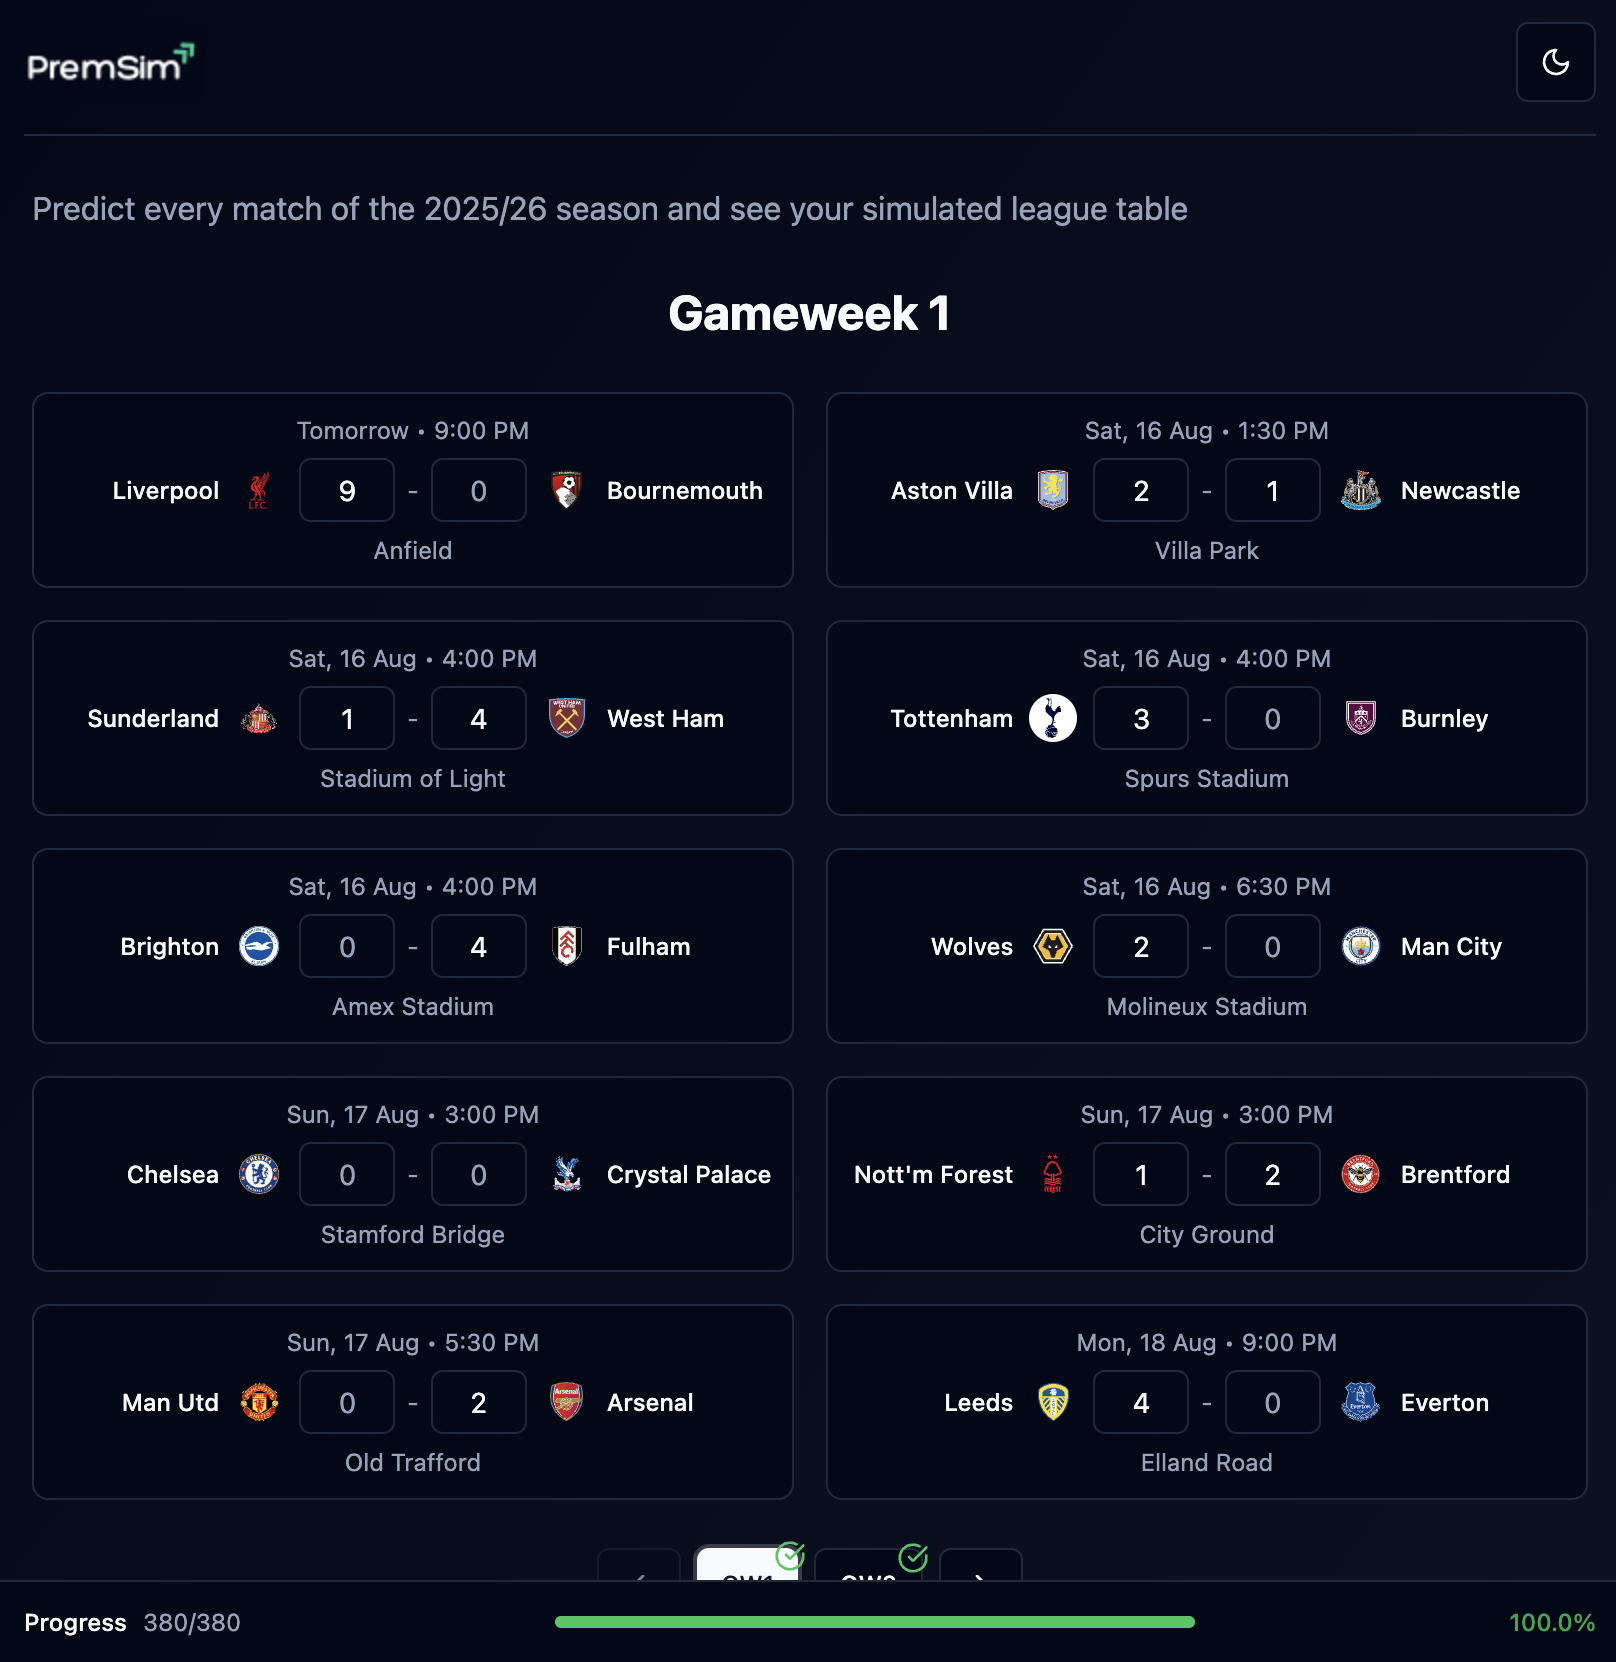 PremSim
Predict every match of the 2025/26 season and see your simulated league table
Gameweek 1
Tomorrow • 9:00 PM
Liverpool 9 - 0 Bournemouth
Anfield
Sat, 16 Aug • 1:30 PM
Aston Villa 2 - 1 Newcastle
Villa Park
Sat, 16 Aug • 4:00 PM
Sunderland 1 - 4 West Ham
Stadium of Light
Sat, 16 Aug • 4:00 PM
Tottenham 3 - 0 Burnley
Spurs Stadium
Sat, 16 Aug • 4:00 PM
Brighton 0 - 4 Fulham
Amex Stadium
Sat, 16 Aug • 6:30 PM
Wolves 2 - 0 Man City
Molineux Stadium
Sun, 17 Aug • 3:00 PM
Chelsea 0 - 0 Crystal Palace
Stamford Bridge
Sun, 17 Aug • 3:00 PM
Nott'm Forest 1 - 2 Brentford
City Ground
Sun, 17 Aug • 5:30 PM
Man Utd 0 - 2 Arsenal
Old Trafford
Mon, 18 Aug • 9:00 PM
Leeds 4 - 0 Everton
Elland Road
GW1
Progress 380/380 100.0%